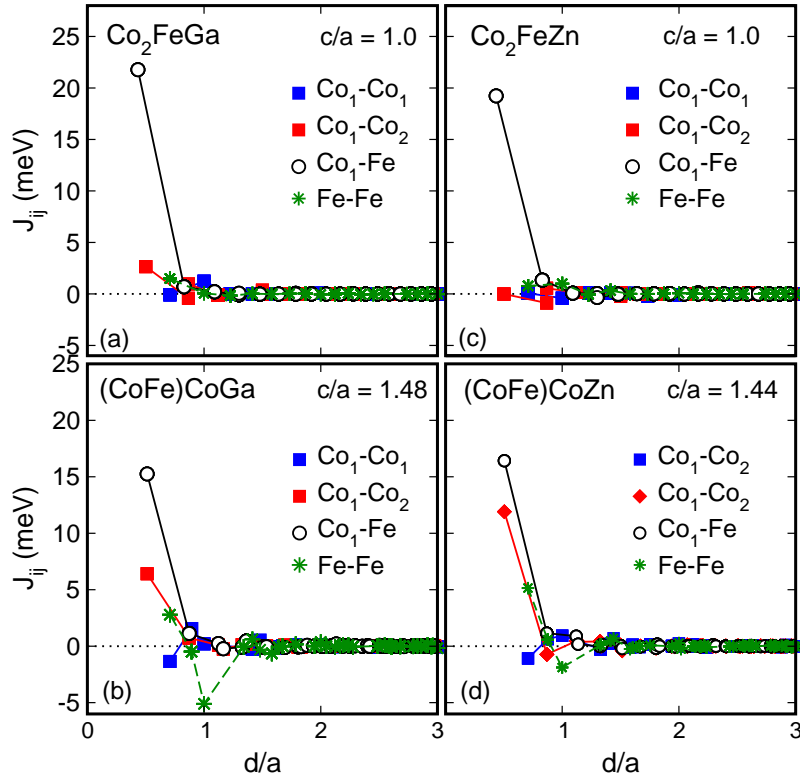 Co2FeGa
c/a = 1.0
Co1-Co1
Co1-Co2
Co1-Fe
Fe-Fe
(a)
Jij (meV)
25
20
15
10
5
0
-5
Co2FeZn
c/a = 1.0
Co1-Co1
Co1-Co2
Co1-Fe
Fe-Fe
(c)
(CoFe)CoGa
c/a = 1.48
Co1-Co1
Co1-Co2
Co1-Fe
Fe-Fe
(b)
Jij (meV)
25
20
15
10
5
0
-5
0
1
2
3
d/a
(CoFe)CoZn
c/a = 1.44
Co1-Co2
Co1-Co2
Co1-Fe
Fe-Fe
(d)
1
2
3
d/a